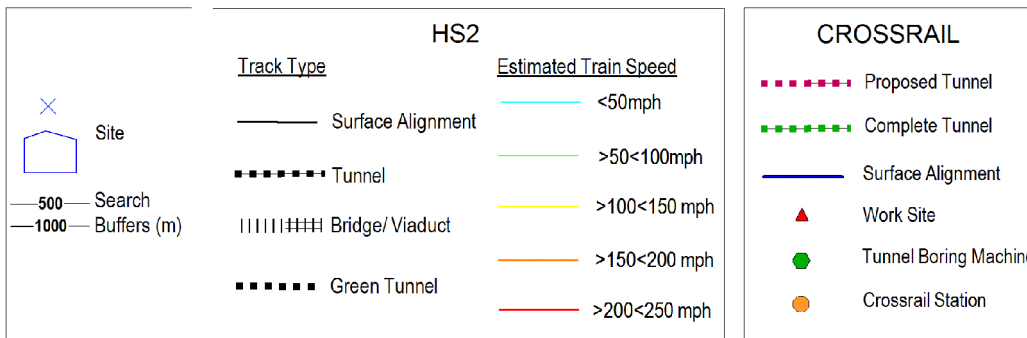 Site
500 Search
1000 Buffers (m)
HS2
Track Type
Surface Alignment
Tunnel
Bridge/ Viaduct
Green Tunnel
Estimated Train Speed
<50mph
>50<100mph
>100<150 mph
>150<200 mph
>200<250 mph
CROSSRAIL
Proposed Tunnel
Complete Tunnel
Surface Alignment
Work Site
Tunnel Boring Machine
Crossrail Station